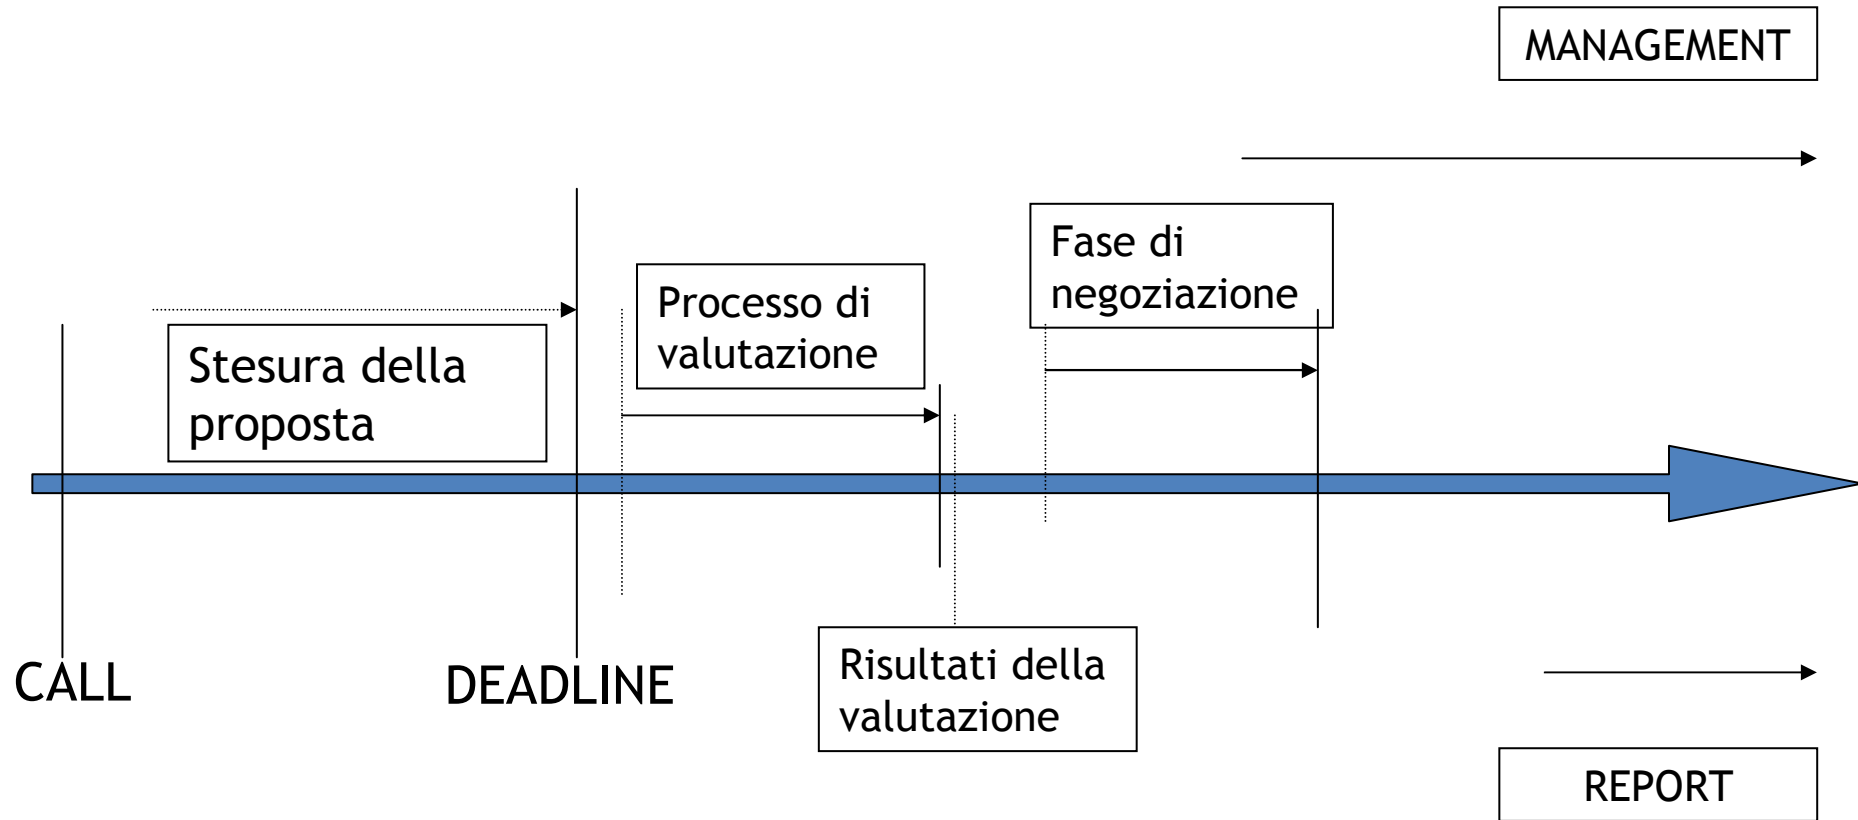 MANAGEMENT
Fase di
negoziazione
Processo di
valutazione
Stesura della
proposta
CALL
DEADLINE
Risultati della
valutazione
REPORT